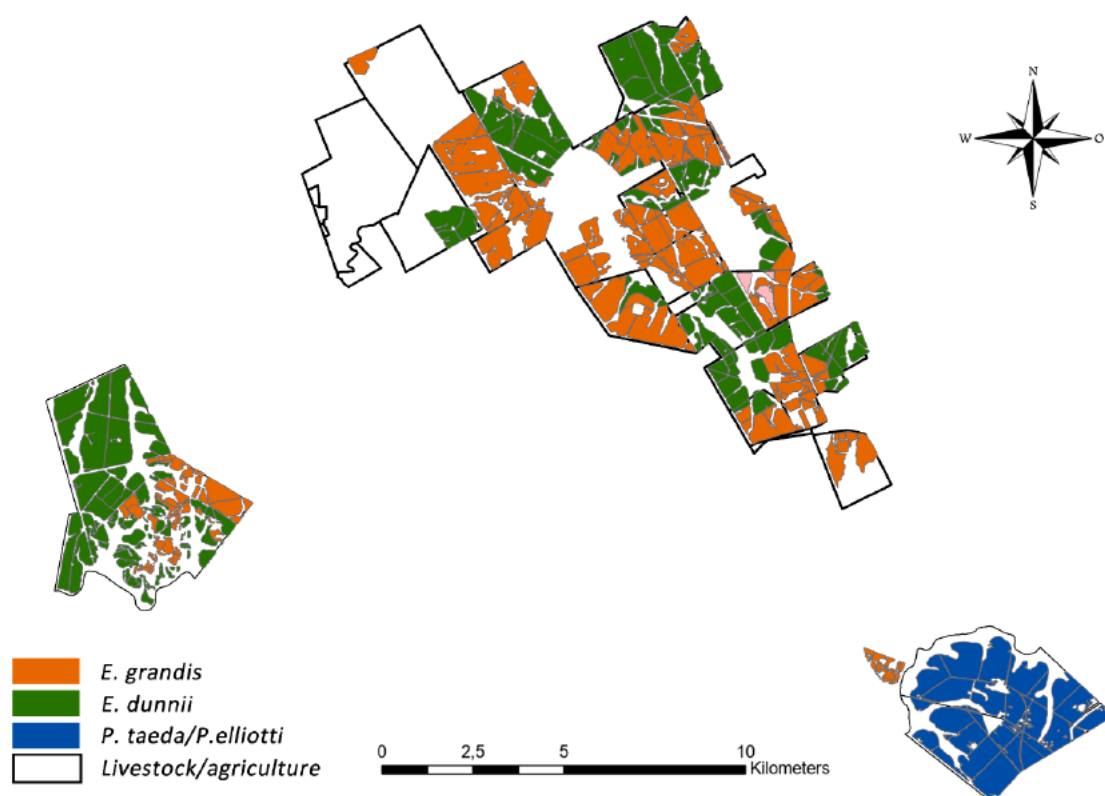 N
W O
S
E. grandis
E. dunnii
P. taeda/P.elliotti
Livestock/agriculture
0 2,5 5 10
Kilometers